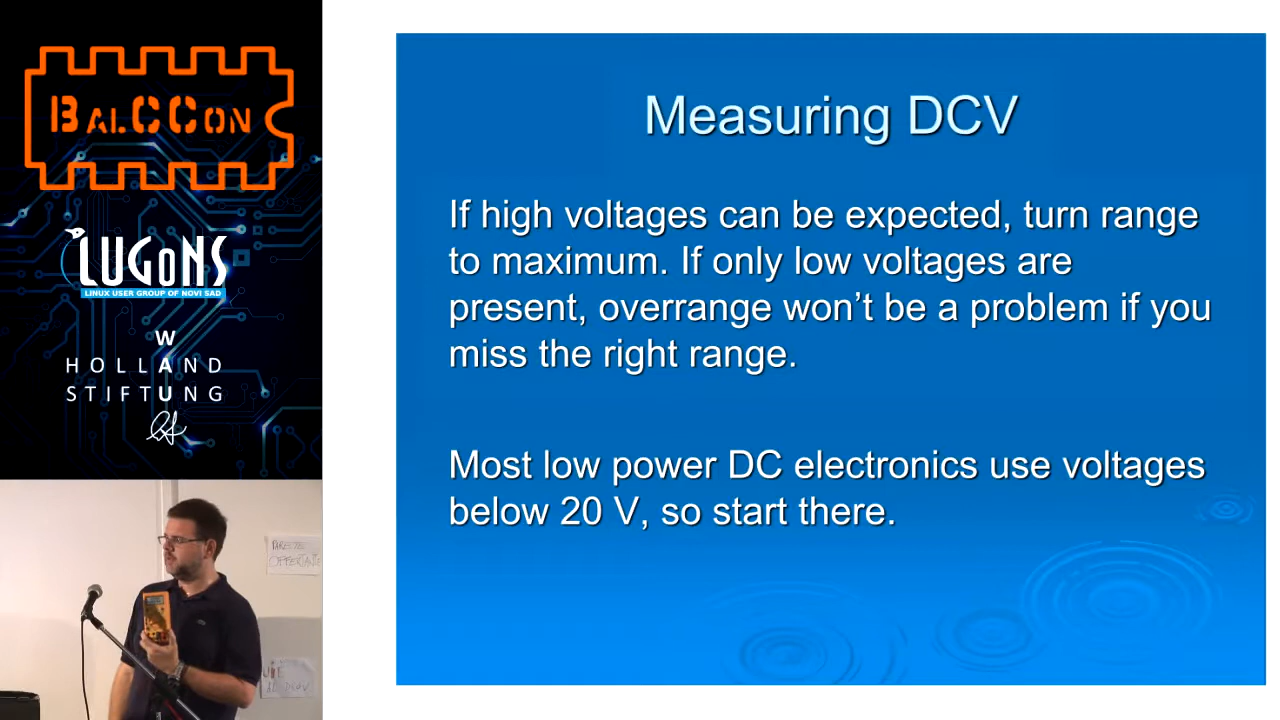 BALCCON
LUGoNS
LINUX USER GROUP OF NOVI SAD
W
HOLLAND
STIFTUNG
Measuring DCV
If high voltages can be expected, turn range
to maximum. If only low voltages are
present, overrange won’t be a problem if you
miss the right range.
Most low power DC electronics use voltages
below 20 V, so start there.